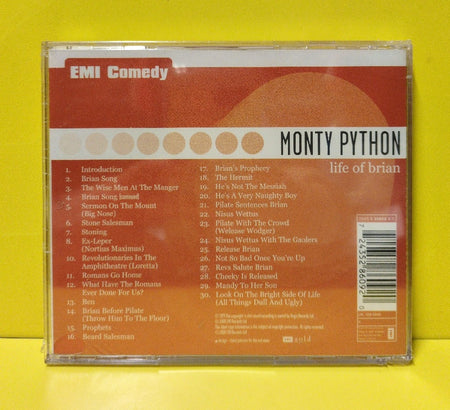 EMI Comedy
MONTY PYTHON
life of brian
1. Introduction
2. Brian Song
3. The Wise Men At The Manger
4. Brian Song (contd)
5. Sermon On The Mount
(Big Nose)
6. Stone Salesman
7. Stoning
8. Ex-Leper
(Nortius Maximus)
10. Revolutionaries In The
Amphitheatre (Loretta)
11. Romans Go Home
12. What Have The Romans
Ever Done For Us?
13. Ben
14. Brian Before Pilate
(Throw Him To The Floor)
15. Prophets
16. Beard Salesman
17. Brian's Prophecy
18. The Hermit
19. He's Not The Messiah
20. He's A Very Naughty Boy
21. Pilate Sentences Brian
22. Nisus Wettus
23. Pilate With The Crowd
(Welease Wodger)
24. Nisus Wettus With The Gaolers
25. Release Brian
26. Not So Bad Once You're Up
27. Revs Salute Brian
28. Cheeky Is Released
29. Mandy To Her Son
30. Look On The Bright Side Of Life
(All Things Dull And Ugly)
7 24352 86092 0
EMI gold